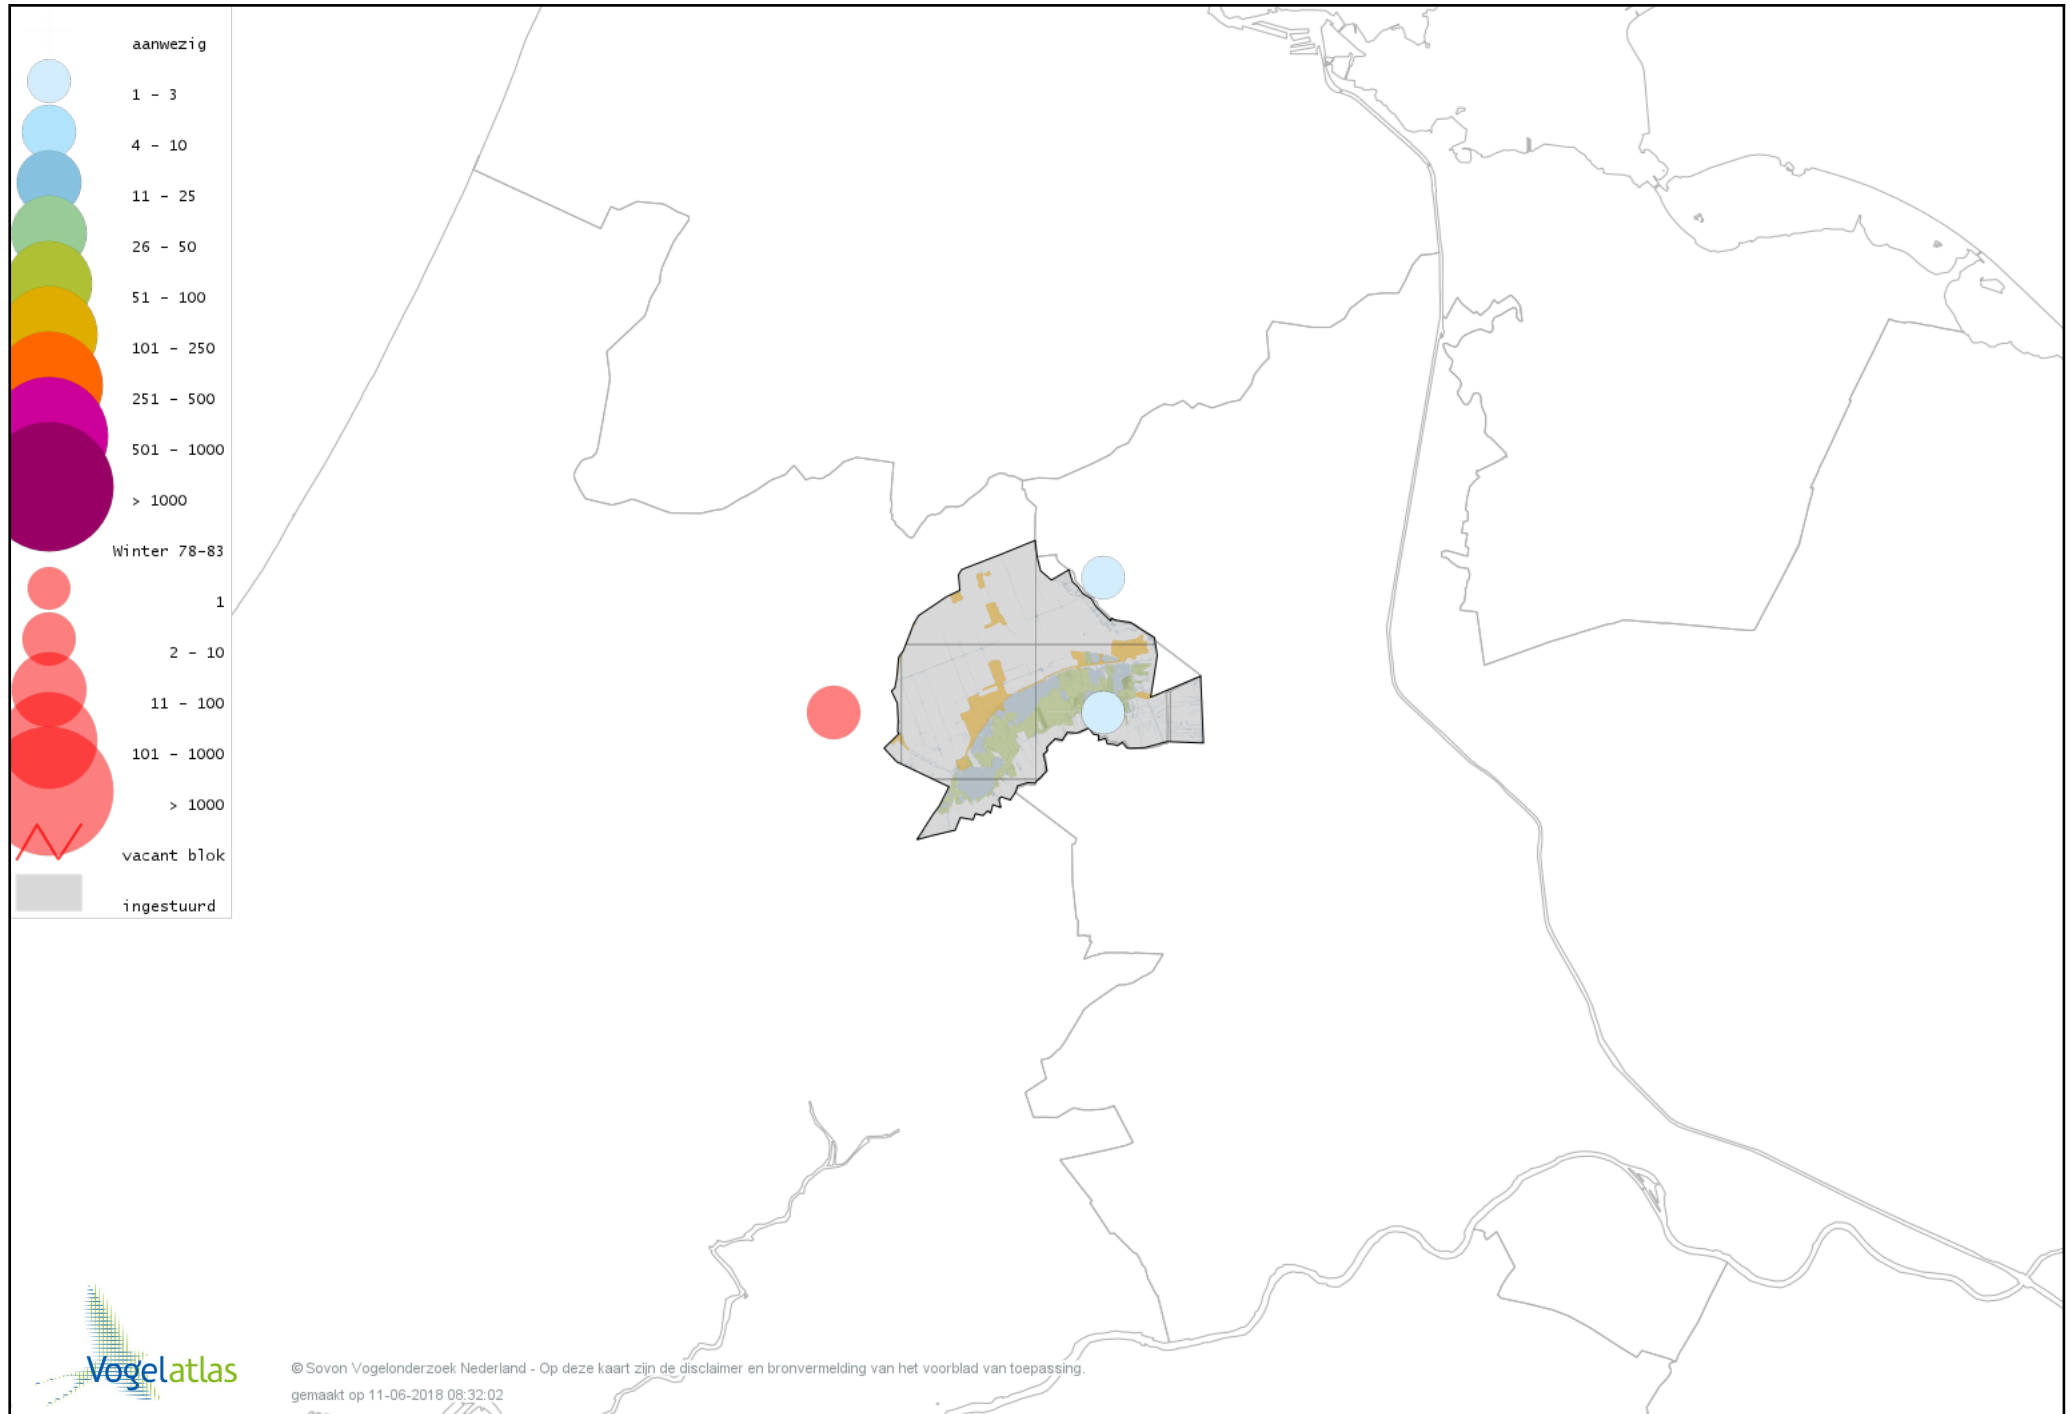 aanwezig
1 - 3
4 - 10
11 - 25
26 - 50
51 - 100
101 - 250
251 - 500
501 - 1000
> 1000
Winter 78-83
1
2 - 10
11 - 100
101 - 1000
> 1000
vacant blok
ingestuurd
Vogelatlas
© Sovon Vogelonderzoek Nederland - Op deze kaart zijn de disclaimer en bronvermelding van het voorblad van toepassing.
gemaakt op 11-06-2018 08:32:02